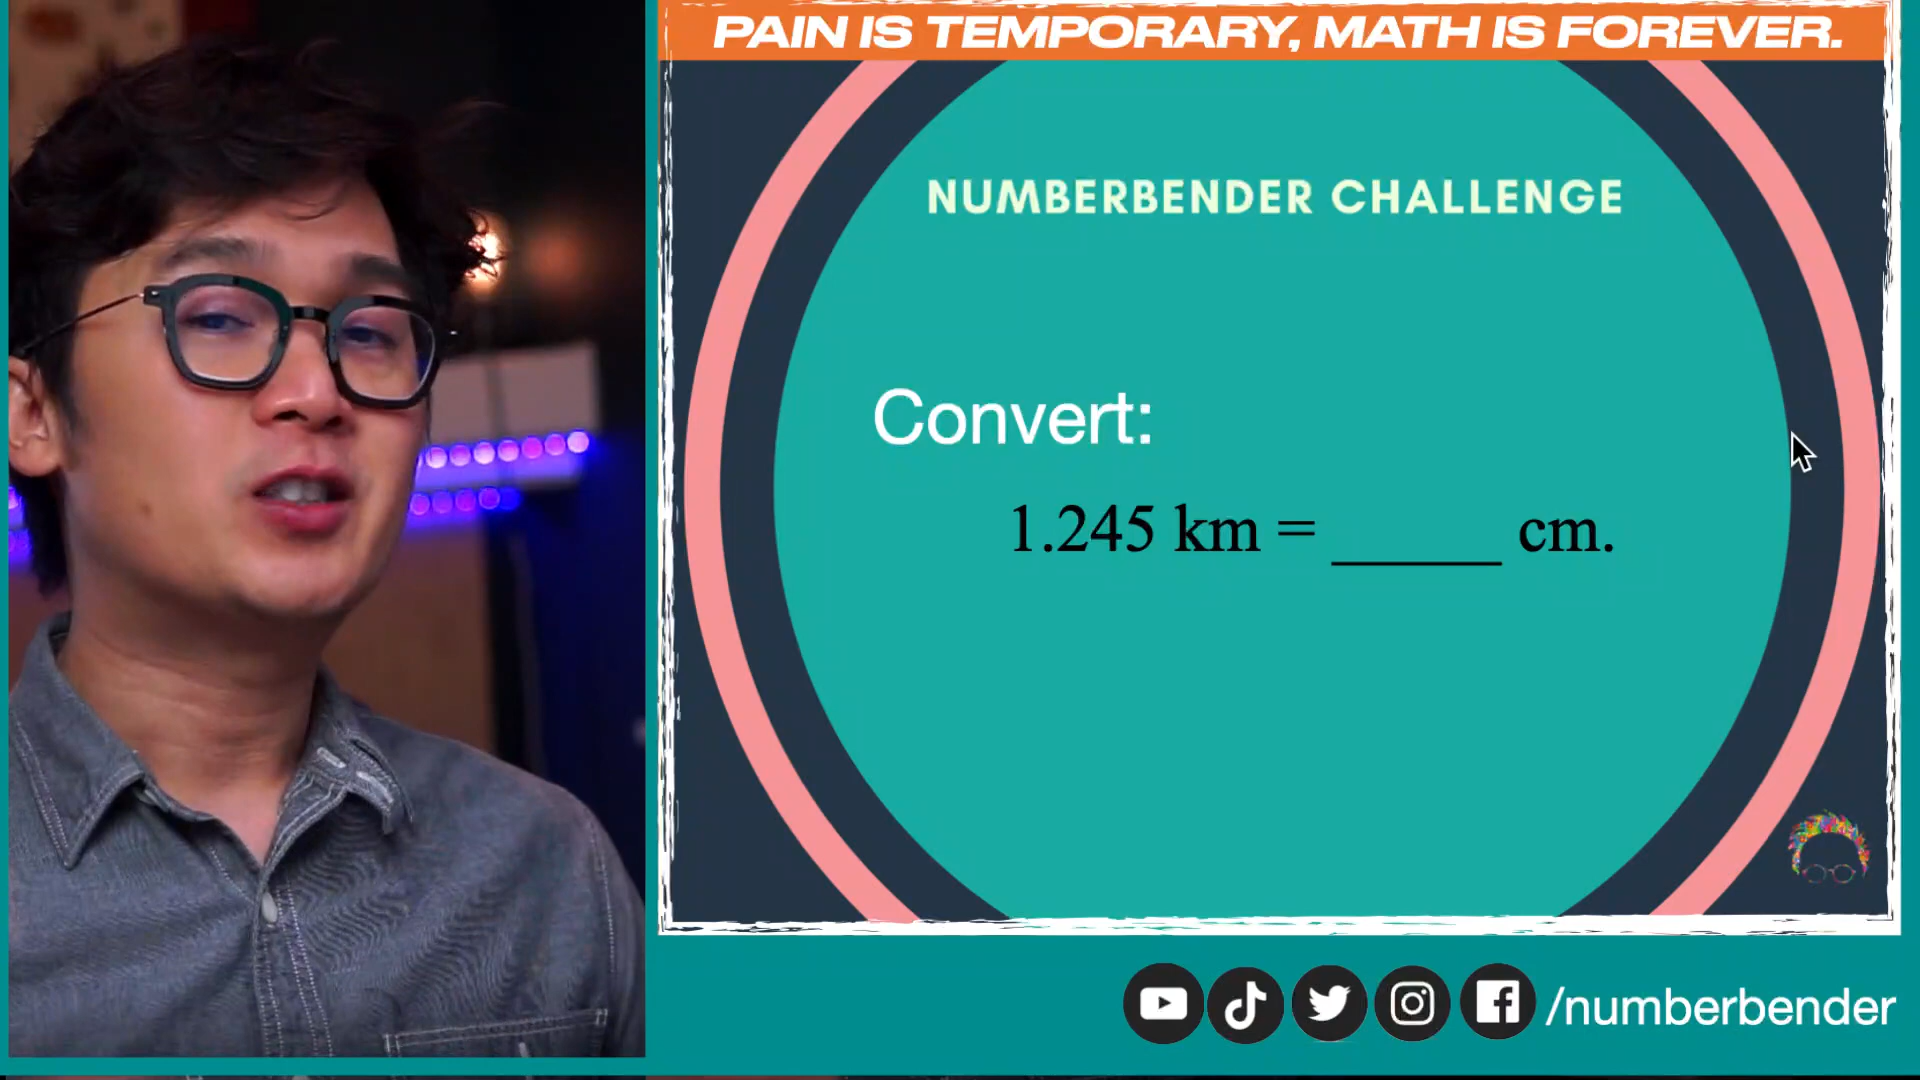 PAIN IS TEMPORARY, MATH IS FOREVER.
NUMBERBENDER CHALLENGE
Convert:
1.245 km = ______ cm.
/numberbender